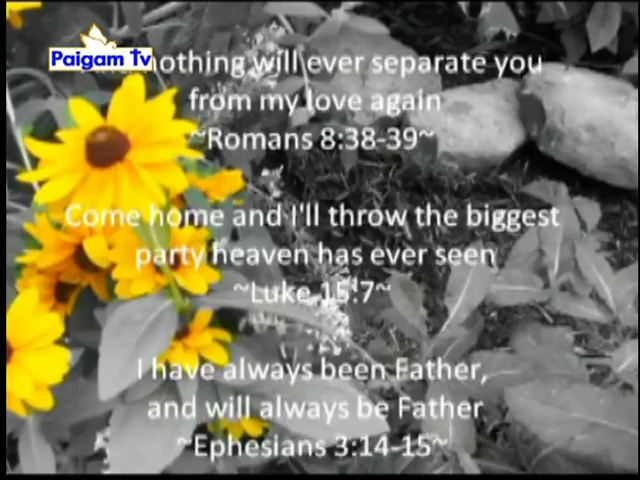 Paigam Tv
nothing will ever separate you
from my love again
~Romans 8:38-39~
Come home and I'll throw the biggest
party heaven has ever seen
~Luke 15:7~
I have always been Father,
and will always be Father
~Ephesians 3:14-15~